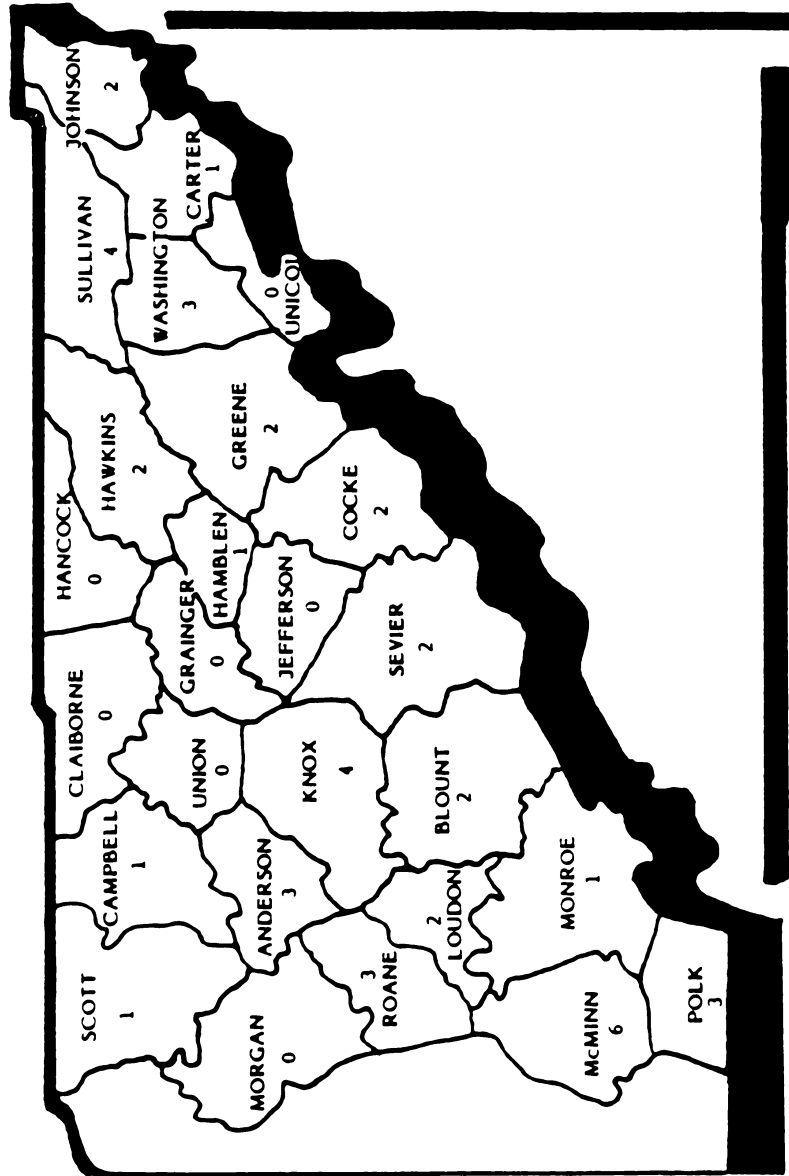 JOHNSON
2
SULLIVAN
4
CARTER
1
WASHINGTON
3
UNICOI
0
HAWKINS
2
GREENE
2
HANCOCK
0
COCKE
2
HAMBLEN
1
JEFFERSON
0
GRAINGER
0
SEVIER
2
CLAIBORNE
0
UNION
0
KNOX
4
BLOUNT
2
CAMPBELL
1
ANDERSON
3
LOUDON
2
MONROE
1
SCOTT
1
ROANE
3
MORGAN
0
McMINN
6
POLK
3